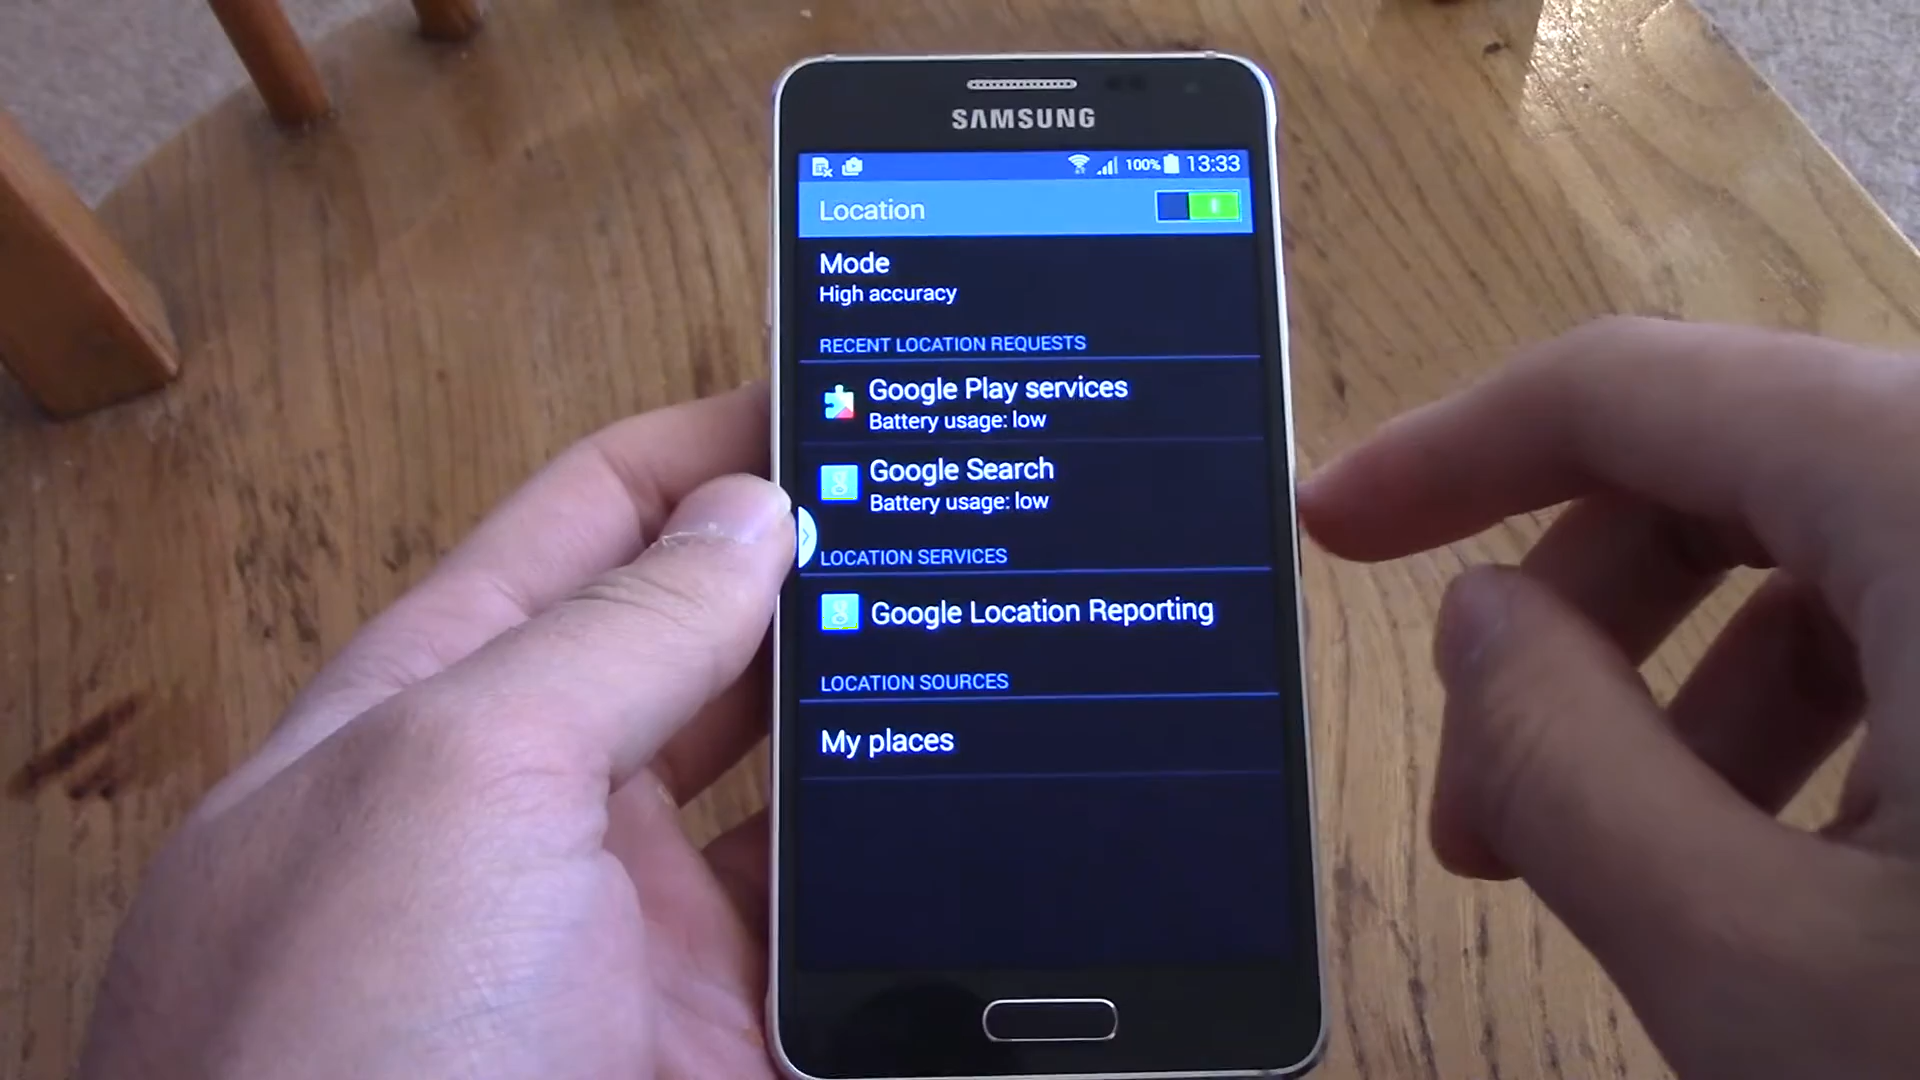 SAMSUNG
100% 13:33
Location
Mode
High accuracy
RECENT LOCATION REQUESTS
Google Play services
Battery usage: low
Google Search
Battery usage: low
LOCATION SERVICES
Google Location Reporting
LOCATION SOURCES
My places